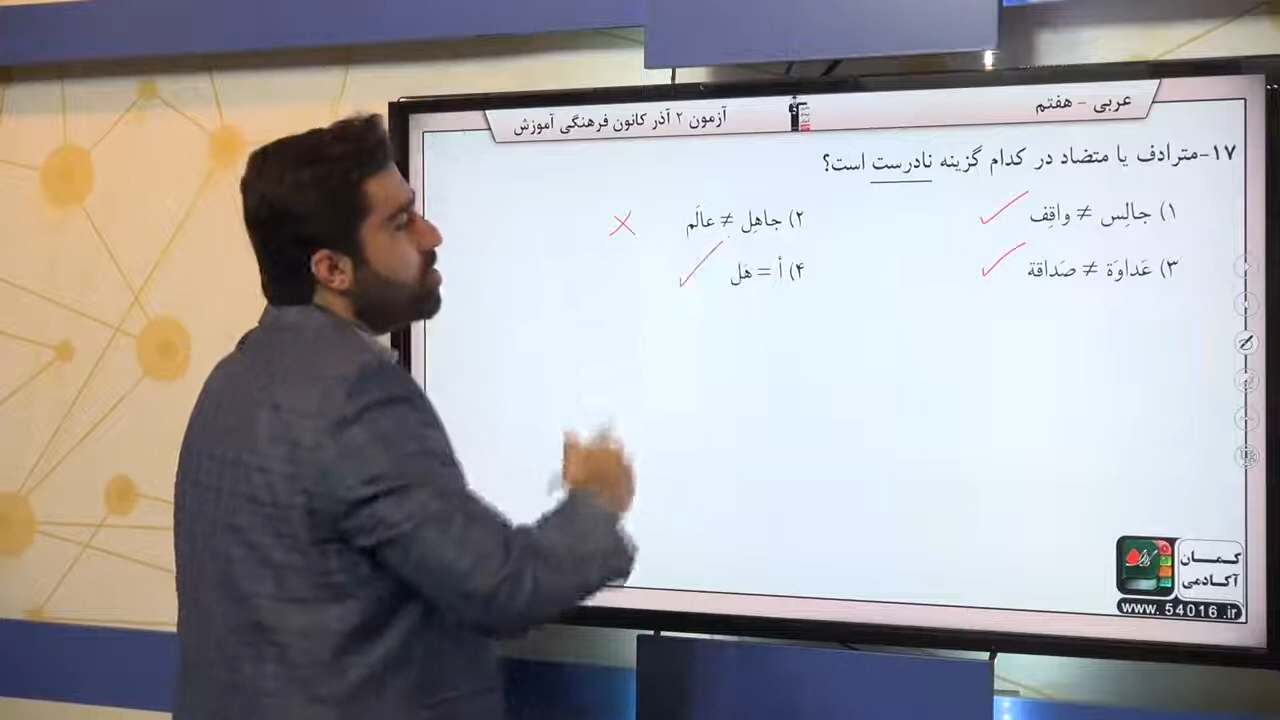 عربی - هفتم
آزمون ۲ آذر کانون فرهنگی آموزش
۱۷-مترادف یا متضاد در کدام گزینه نادرست است؟
۱) جالِس ≠ واقِف
۲) جاهِل ≠ عالَم
۳) عَداوَة ≠ صَداقة
۴) أ = هَل
کمان
آکادمی
www.54016.ir